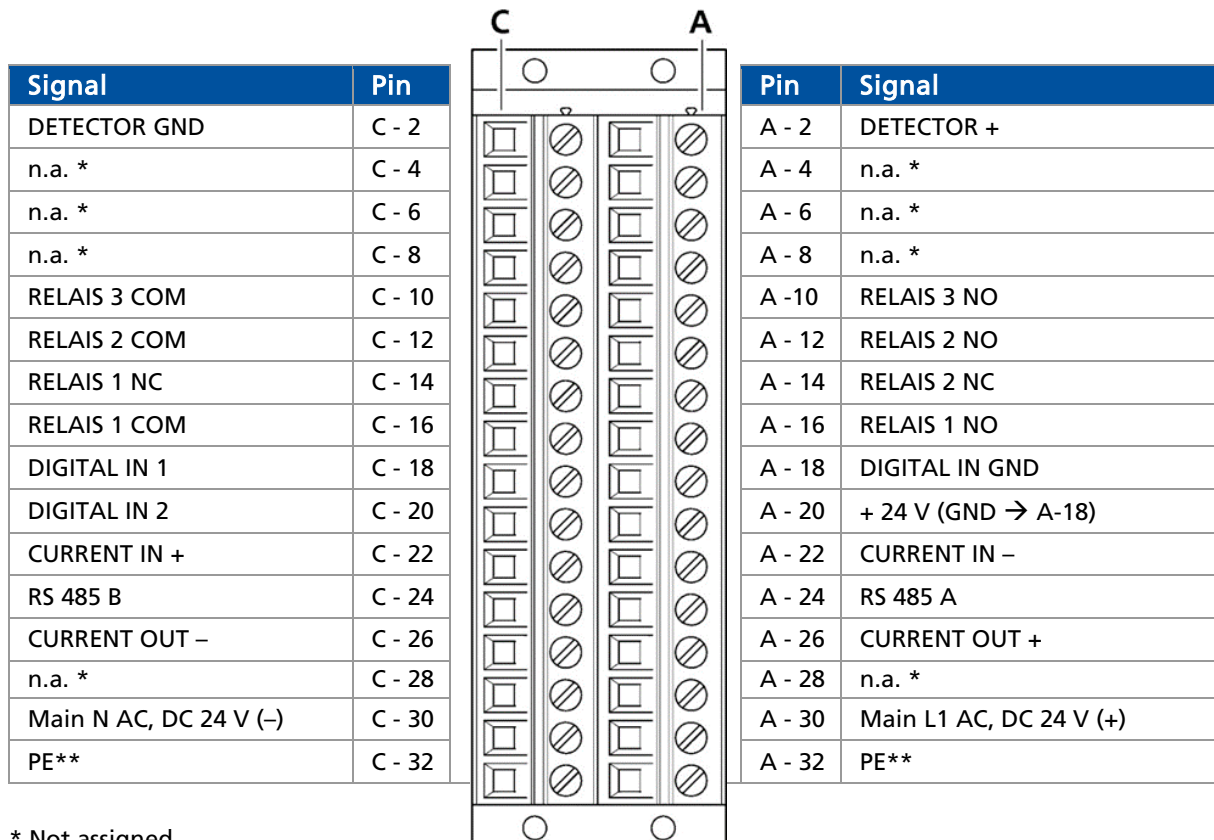 C A
Signal Pin Pin Signal
DETECTOR GND C - 2 A - 2 DETECTOR +
n.a. * C - 4 A - 4 n.a. *
n.a. * C - 6 A - 6 n.a. *
n.a. * C - 8 A - 8 n.a. *
RELAIS 3 COM C - 10 A -10 RELAIS 3 NO
RELAIS 2 COM C - 12 A - 12 RELAIS 2 NO
RELAIS 1 NC C - 14 A - 14 RELAIS 2 NC
RELAIS 1 COM C - 16 A - 16 RELAIS 1 NO
DIGITAL IN 1 C - 18 A - 18 DIGITAL IN GND
DIGITAL IN 2 C - 20 A - 20 + 24 V (GND → A-18)
CURRENT IN + C - 22 A - 22 CURRENT IN –
RS 485 B C - 24 A - 24 RS 485 A
CURRENT OUT – C - 26 A - 26 CURRENT OUT +
n.a. * C - 28 A - 28 n.a. *
Main N AC, DC 24 V (–) C - 30 A - 30 Main L1 AC, DC 24 V (+)
PE** C - 32 A - 32 PE**
* Not assigned